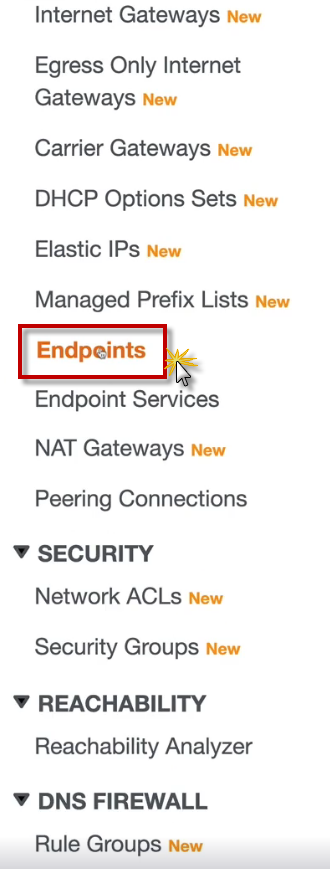 Internet Gateways New
Egress Only Internet
Gateways New
Carrier Gateways New
DHCP Options Sets New
Elastic IPs New
Managed Prefix Lists New
Endpoints
Endpoint Services
NAT Gateways New
Peering Connections
SECURITY
Network ACLs New
Security Groups New
REACHABILITY
Reachability Analyzer
DNS FIREWALL
Rule Groups New